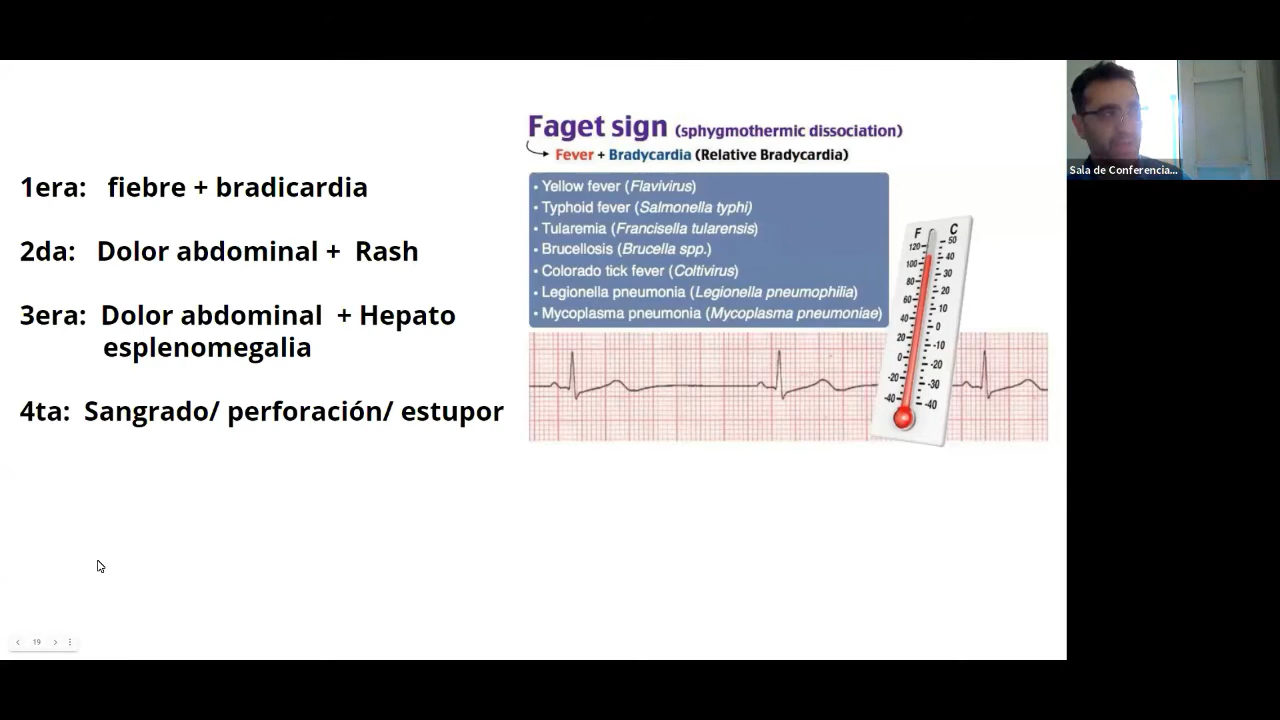 1era: fiebre + bradicardia
2da: Dolor abdominal + Rash
3era: Dolor abdominal + Hepato
esplenomegalia
4ta: Sangrado/ perforación/ estupor
Faget sign (sphygmothermic dissociation)
Fever + Bradycardia (Relative Bradycardia)
• Yellow fever (Flavivirus)
• Typhoid fever (Salmonella typhi)
• Tularemia (Francisella tularensis)
• Brucellosis (Brucella spp.)
• Colorado tick fever (Coltivirus)
• Legionella pneumonia (Legionella pneumophilia)
• Mycoplasma pneumonia (Mycoplasma pneumoniae)
F C
120 50
100 40
80 30
60 20
40 10
20 0
0 -10
-20 -20
-40 -30
-40
Sala de Conferencia...
19